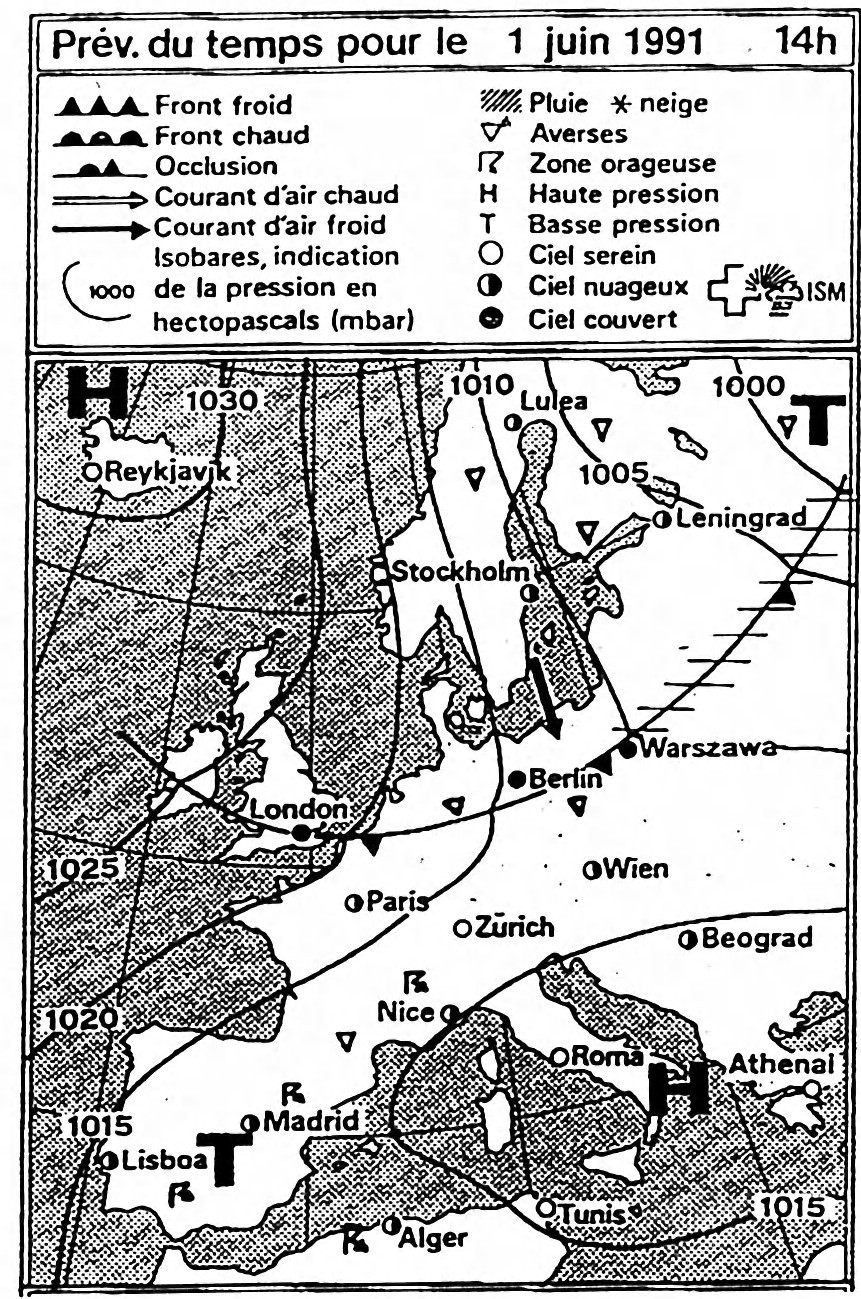 Prév. du temps pour le 1 juin 1991 14h
Front froid
Front chaud
Occlusion
Courant d'air chaud
Courant d'air froid
Isobares, indication
1000 de la pression en
hectopascals (mbar)
Pluie neige
Averses
Zone orageuse
H Haute pression
T Basse pression
Ciel serein
Ciel nuageux
ISM
Ciel couvert
H 1030 1010 1000 T
Lulea
Reykjavik
1005
Leningrad
Stockholm
Warszawa
Berlin
London
1025
Wien
Paris
Zürich
Beograd
Nice
1020
Roma
Athenai
H
1015
Madrid
Lisboa T
Tunis
1015
Alger